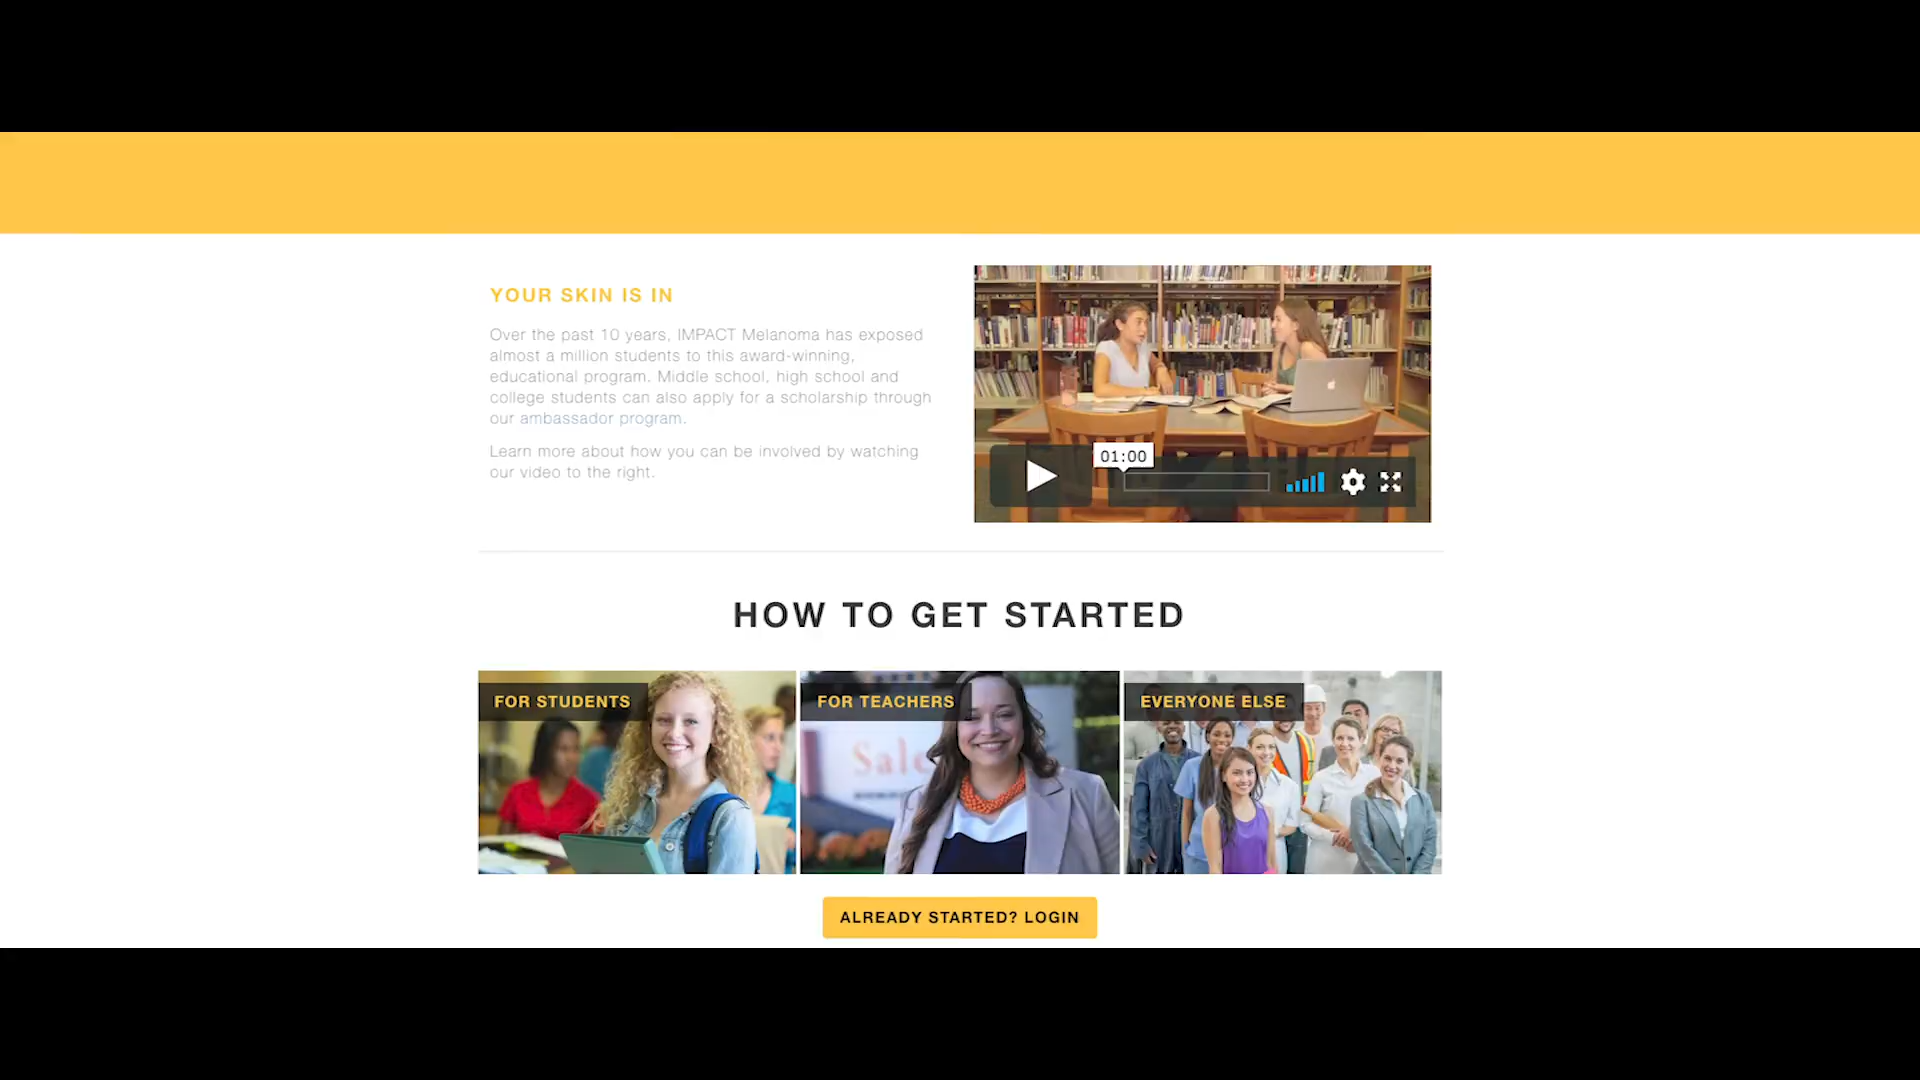 YOUR SKIN IS IN
Over the past 10 years, IMPACT Melanoma has exposed
almost a million students to this award-winning,
educational program. Middle school, high school and
college students can also apply for a scholarship through
our ambassador program.
Learn more about how you can be involved by watching
our video to the right.
01:00
HOW TO GET STARTED
FOR STUDENTS
FOR TEACHERS
EVERYONE ELSE
Sale
ALREADY STARTED? LOGIN